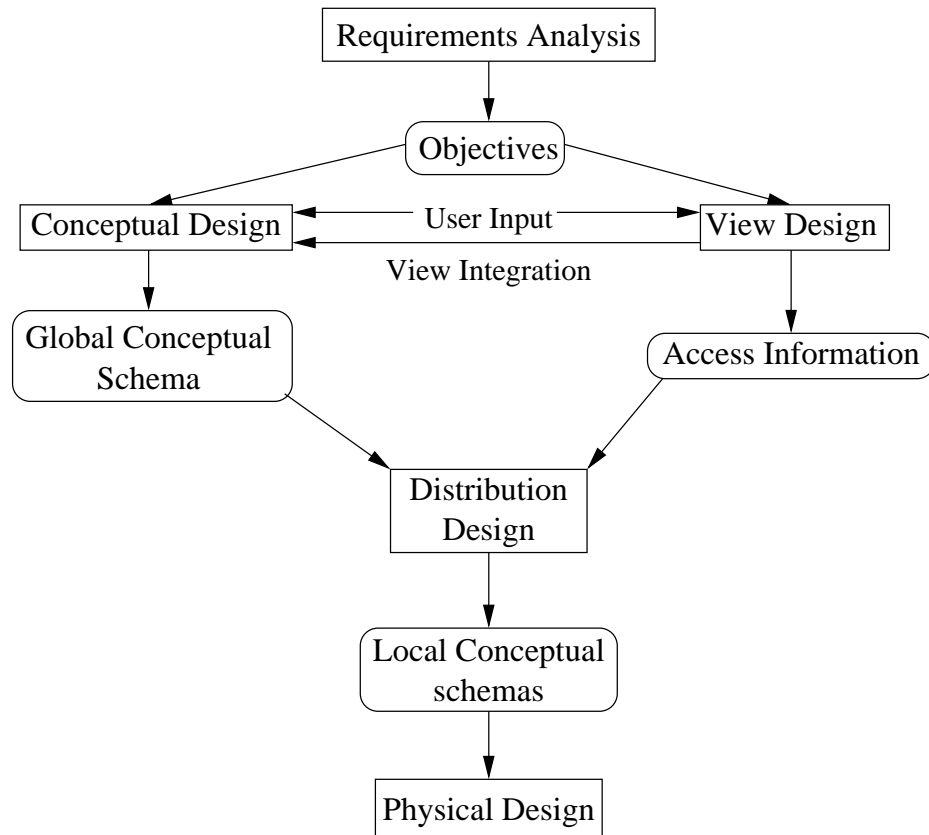 Requirements Analysis
Objectives
Conceptual Design
User Input
View Design
View Integration
Global Conceptual
Schema
Access Information
Distribution
Design
Local Conceptual
schemas
Physical Design